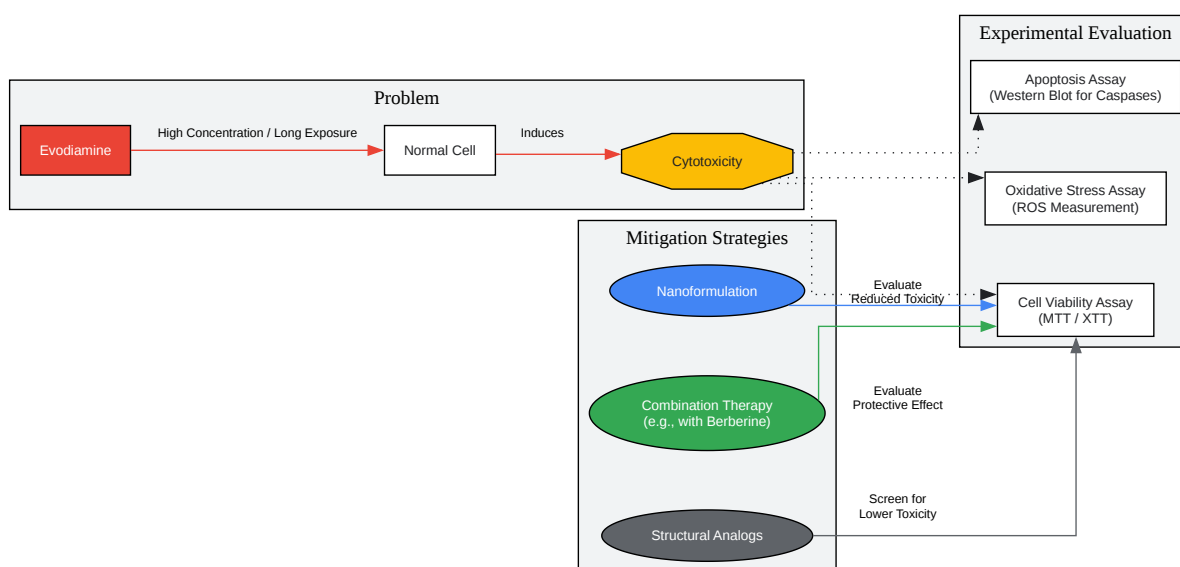 Experimental Evaluation
Apoptosis Assay
(Western Blot for Caspases)
Problem
High Concentration / Long Exposure
Induces
Evodiamine
Normal Cell
Cytotoxicity
Oxidative Stress Assay
(ROS Measurement)
Mitigation Strategies
Nanoformulation
Evaluate
Reduced Toxicity
Cell Viability Assay
(MTT / XTT)
Combination Therapy
(e.g., with Berberine)
Evaluate
Protective Effect
Screen for
Lower Toxicity
Structural Analogs